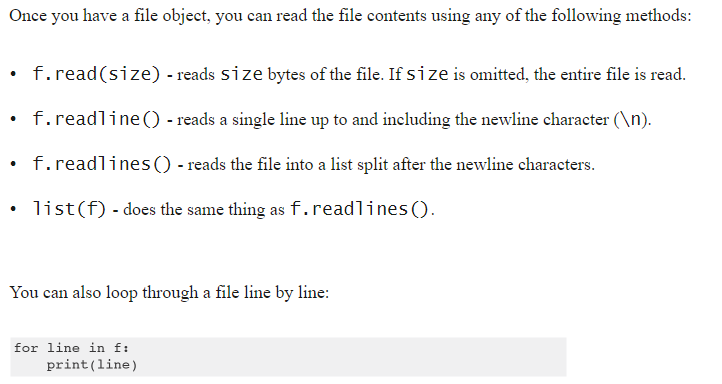 Once you have a file object, you can read the file contents using any of the following methods:
• f.read(size) - reads size bytes of the file. If size is omitted, the entire file is read.
• f.readline() - reads a single line up to and including the newline character (\n).
• f.readlines() - reads the file into a list split after the newline characters.
• list(f) - does the same thing as f.readlines().
You can also loop through a file line by line:
for line in f:
    print(line)